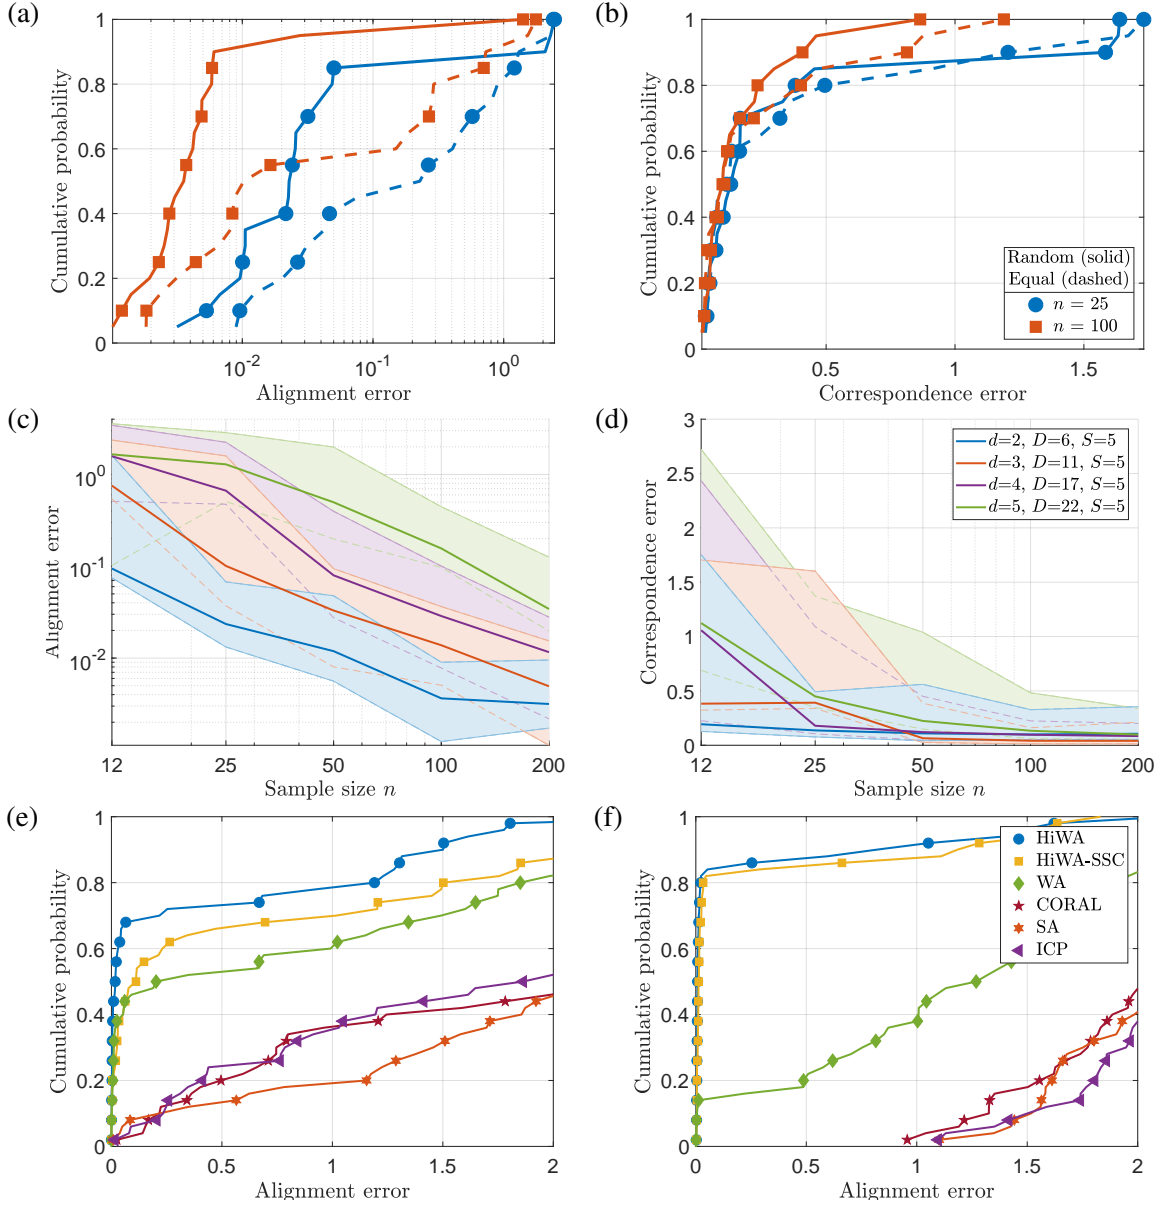 (a)
Cumulative probability
1
0.8
0.6
0.4
0.2
0
10^-2
10^-1
10^0
Alignment error
(b)
Cumulative probability
1
0.8
0.6
0.4
0.2
0
0.5
1
1.5
Correspondence error
Random (solid)
Equal (dashed)
n = 25
n = 100
(c)
Alignment error
10^0
10^-1
10^-2
12
25
50
100
200
Sample size n
(d)
Correspondence error
3
2.5
2
1.5
1
0.5
0
12
25
50
100
200
Sample size n
d=2, D=6, S=5
d=3, D=11, S=5
d=4, D=17, S=5
d=5, D=22, S=5
(e)
Cumulative probability
1
0.8
0.6
0.4
0.2
0
0
0.5
1
1.5
2
Alignment error
(f)
Cumulative probability
1
0.8
0.6
0.4
0.2
0
0
0.5
1
1.5
2
Alignment error
HiWA
HiWA-SSC
WA
CORAL
SA
ICP